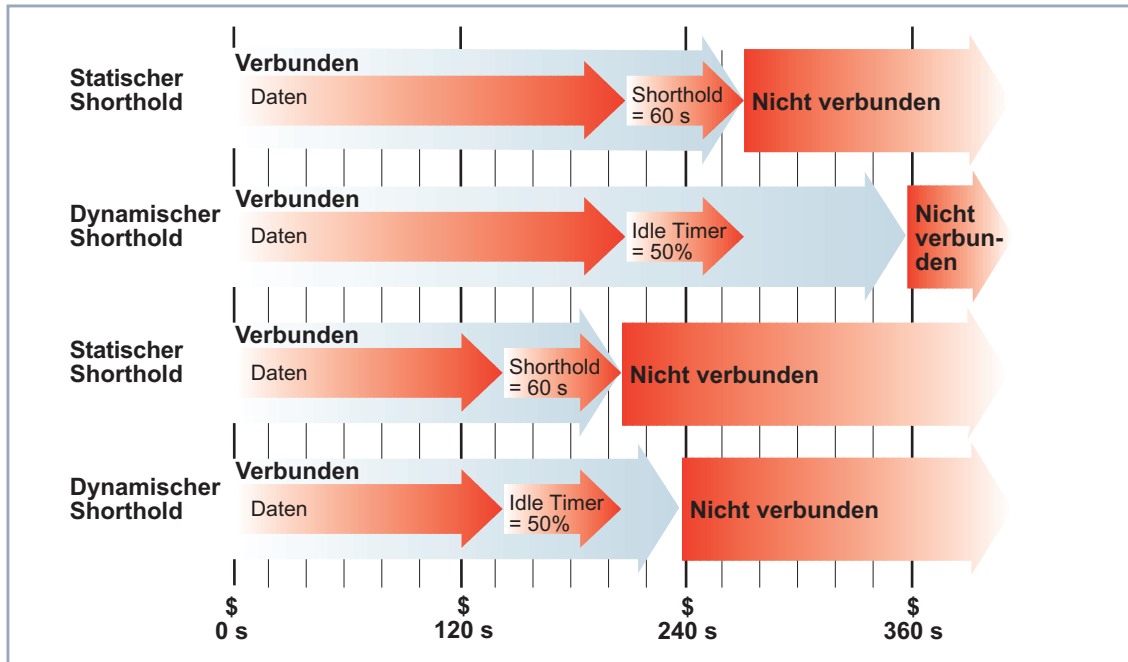 Statischer
Shorthold
Verbunden
Daten
Shorthold
= 60 s
Nicht verbunden
Dynamischer
Shorthold
Verbunden
Daten
Idle Timer
= 50%
Nicht
verbun-
den
Statischer
Shorthold
Verbunden
Daten
Shorthold
= 60 s
Nicht verbunden
Dynamischer
Shorthold
Verbunden
Daten
Idle Timer
= 50%
Nicht verbunden
$ $ $ $
0 s 120 s 240 s 360 s